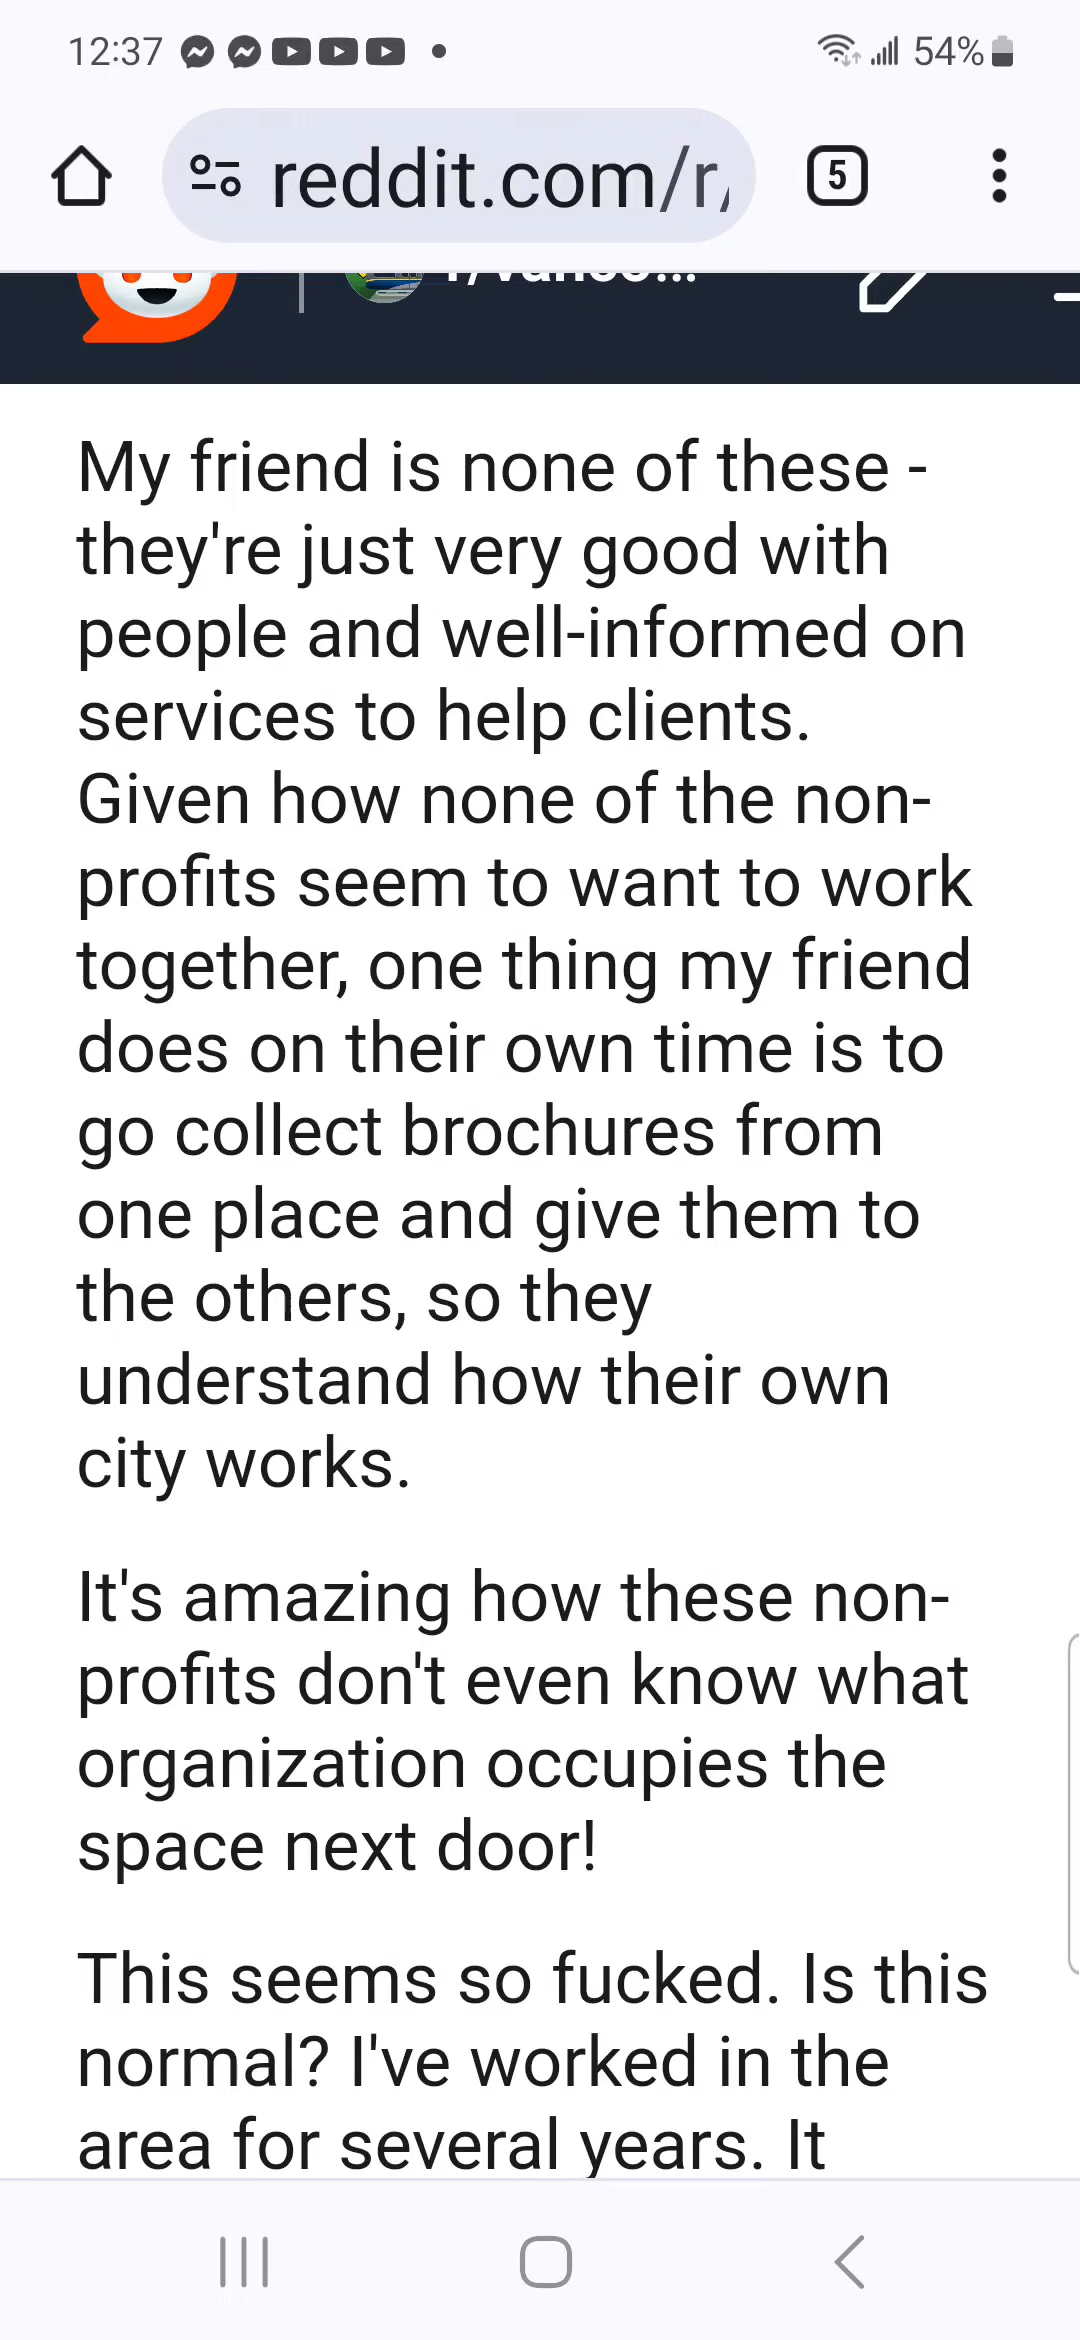 12:37 54%
reddit.com/r/
5
My friend is none of these -
they're just very good with
people and well-informed on
services to help clients.
Given how none of the non-
profits seem to want to work
together, one thing my friend
does on their own time is to
go collect brochures from
one place and give them to
the others, so they
understand how their own
city works.
It's amazing how these non-
profits don't even know what
organization occupies the
space next door!
This seems so fucked. Is this
normal? I've worked in the
area for several years. It